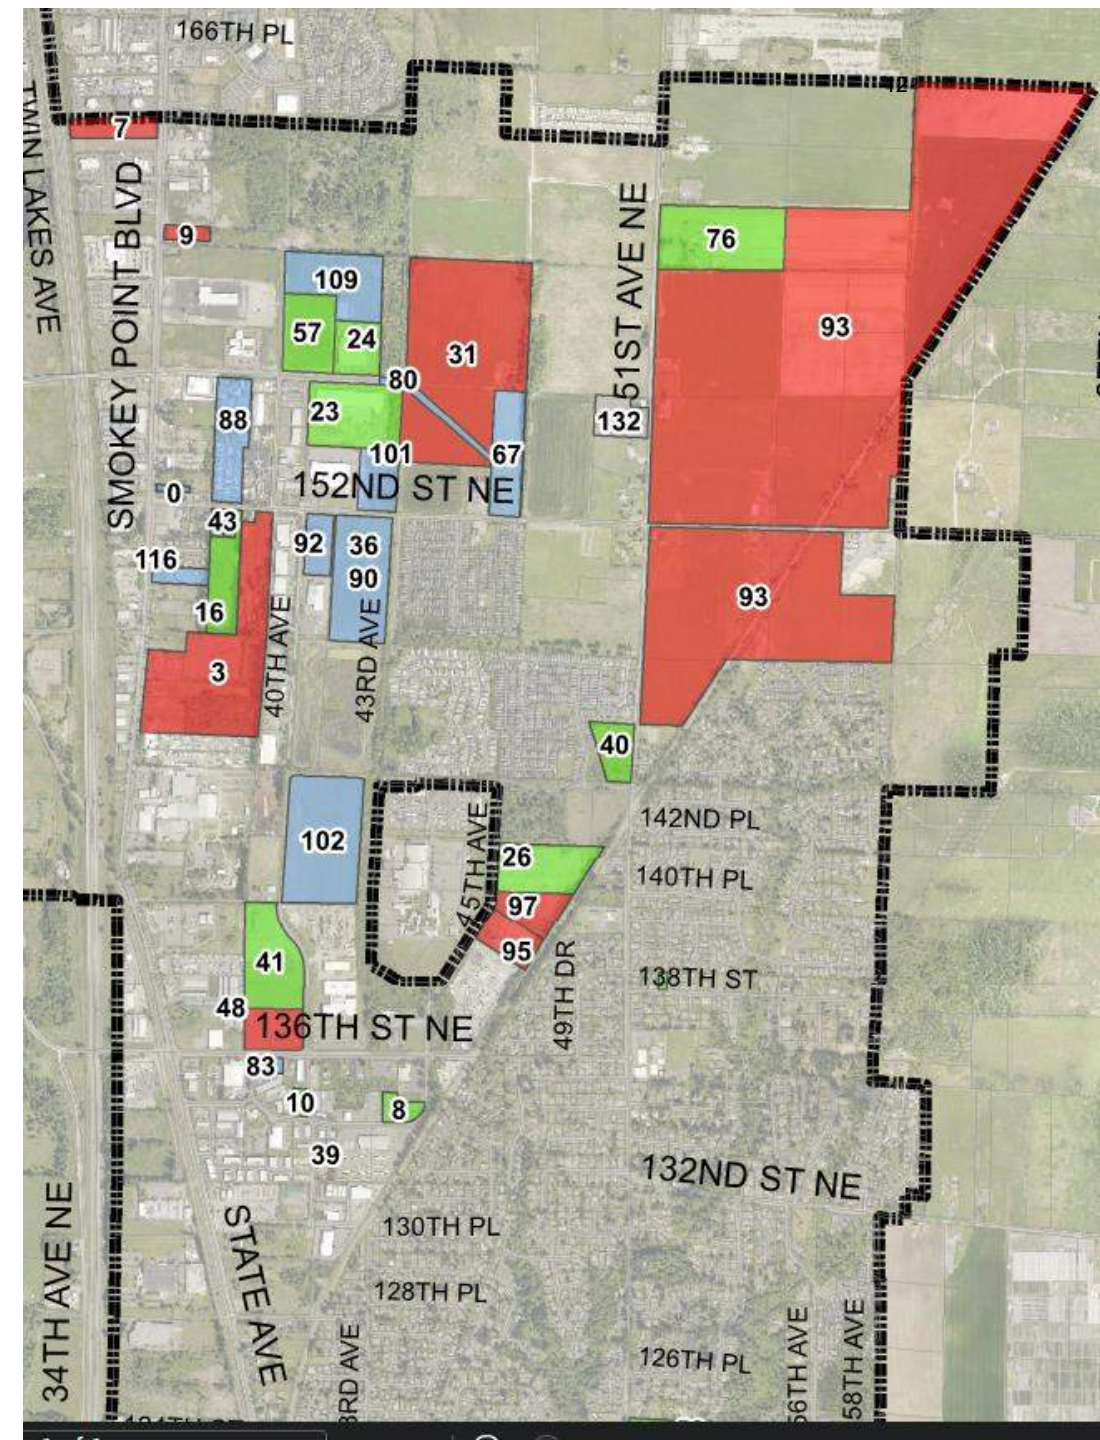 166TH PL
12
7
TWIN LAKES AVE
SMOKEY POINT BLVD
9
51ST AVE NE
76
109
57
24
31
93
80
23
88
132
101
67
0
152ND ST NE
43
92
36
116
90
93
16
3
40TH AVE
43RD AVE
40
142ND PL
102
45TH AVE
26
140TH PL
97
95
41
49TH DR
138TH ST
48
136TH ST NE
83
10
8
39
132ND ST NE
34TH AVE NE
STATE AVE
130TH PL
128TH PL
3RD AVE
126TH PL
56TH AVE
58TH AVE